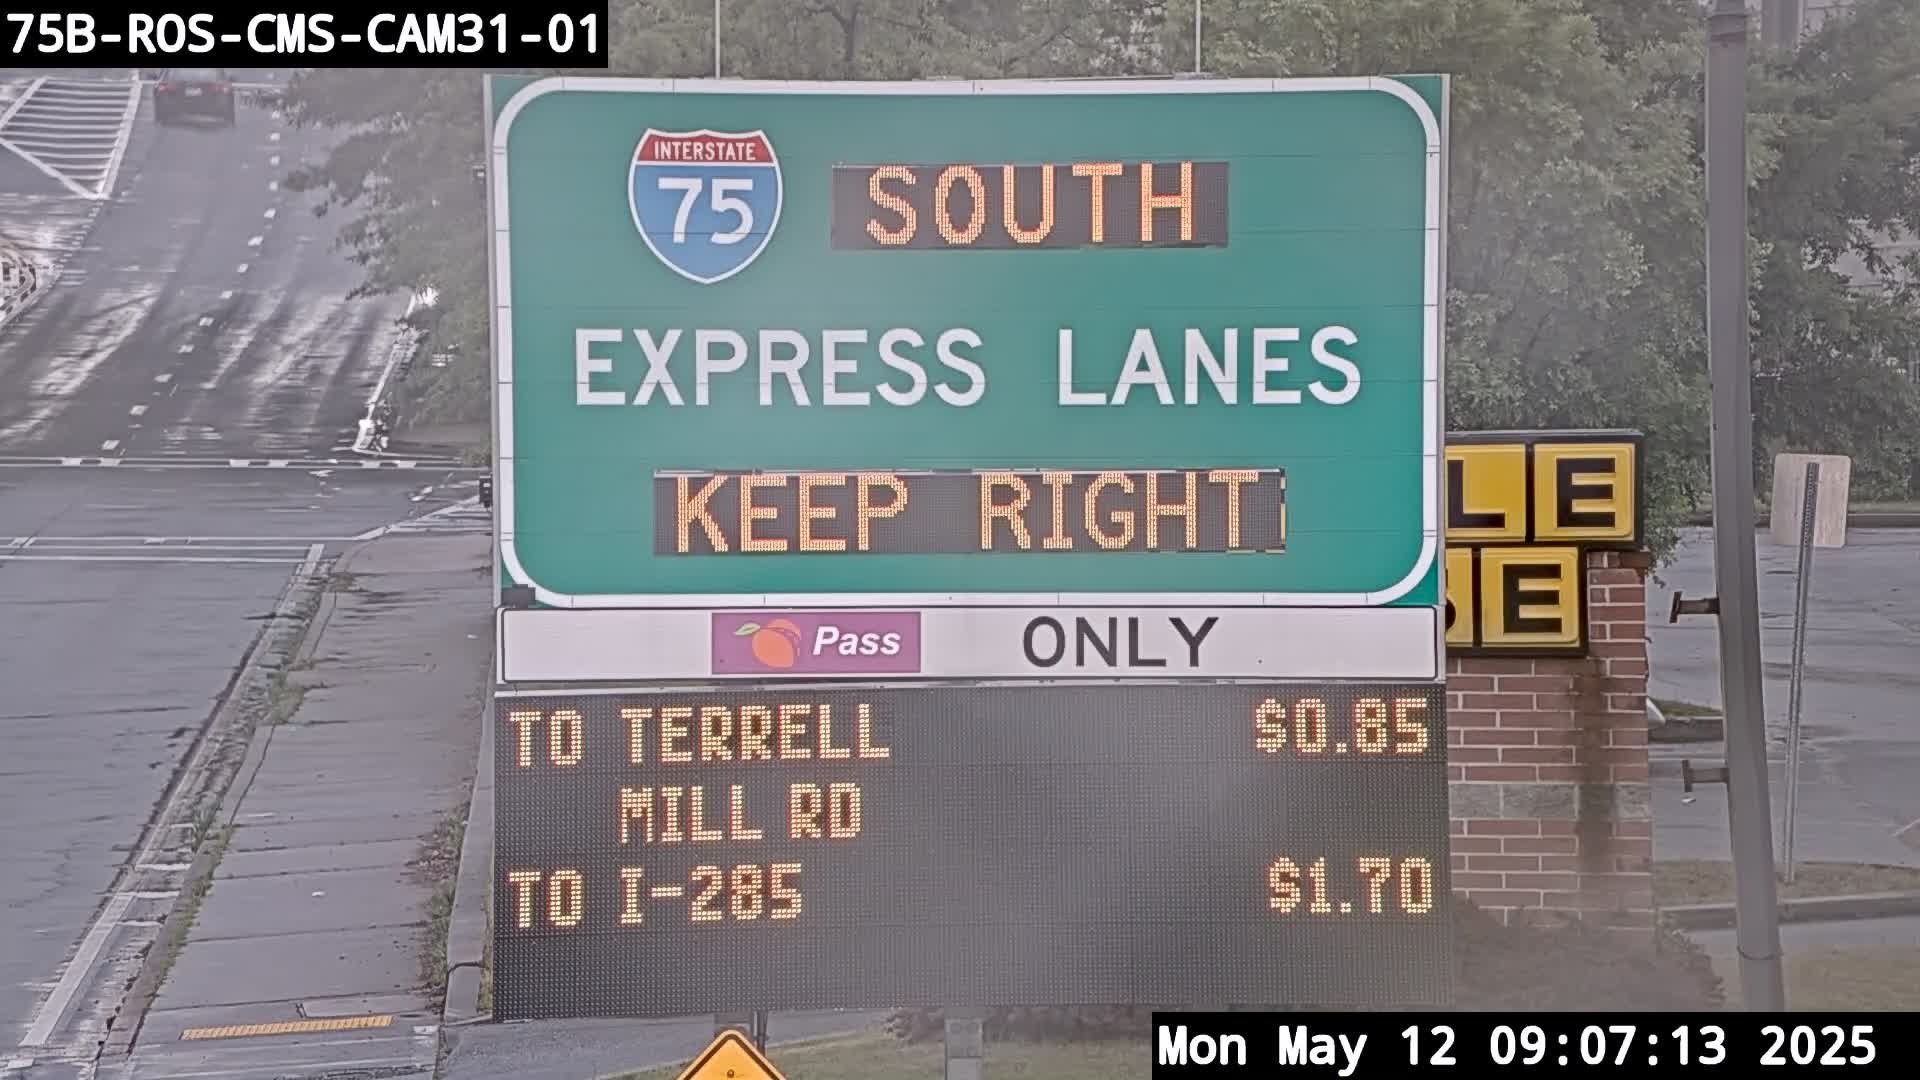 75B-ROS-CMS-CAM31-01
INTERSTATE
75
SOUTH
EXPRESS LANES
KEEP RIGHT
Pass ONLY
TO TERRELL $0.85
MILL RD
TO I-285 $1.70
LE
E
Mon May 12 09:07:13 2025